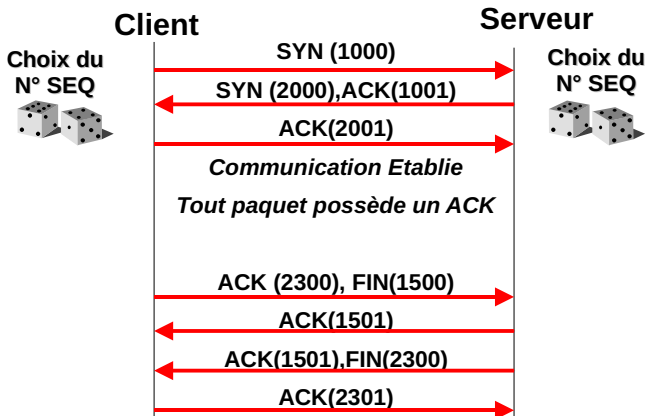 Client
Serveur
Choix du
N° SEQ
SYN (1000)
Choix du
N° SEQ
SYN (2000),ACK(1001)
ACK(2001)
Communication Etablie
Tout paquet possède un ACK
ACK (2300), FIN(1500)
ACK(1501)
ACK(1501),FIN(2300)
ACK(2301)